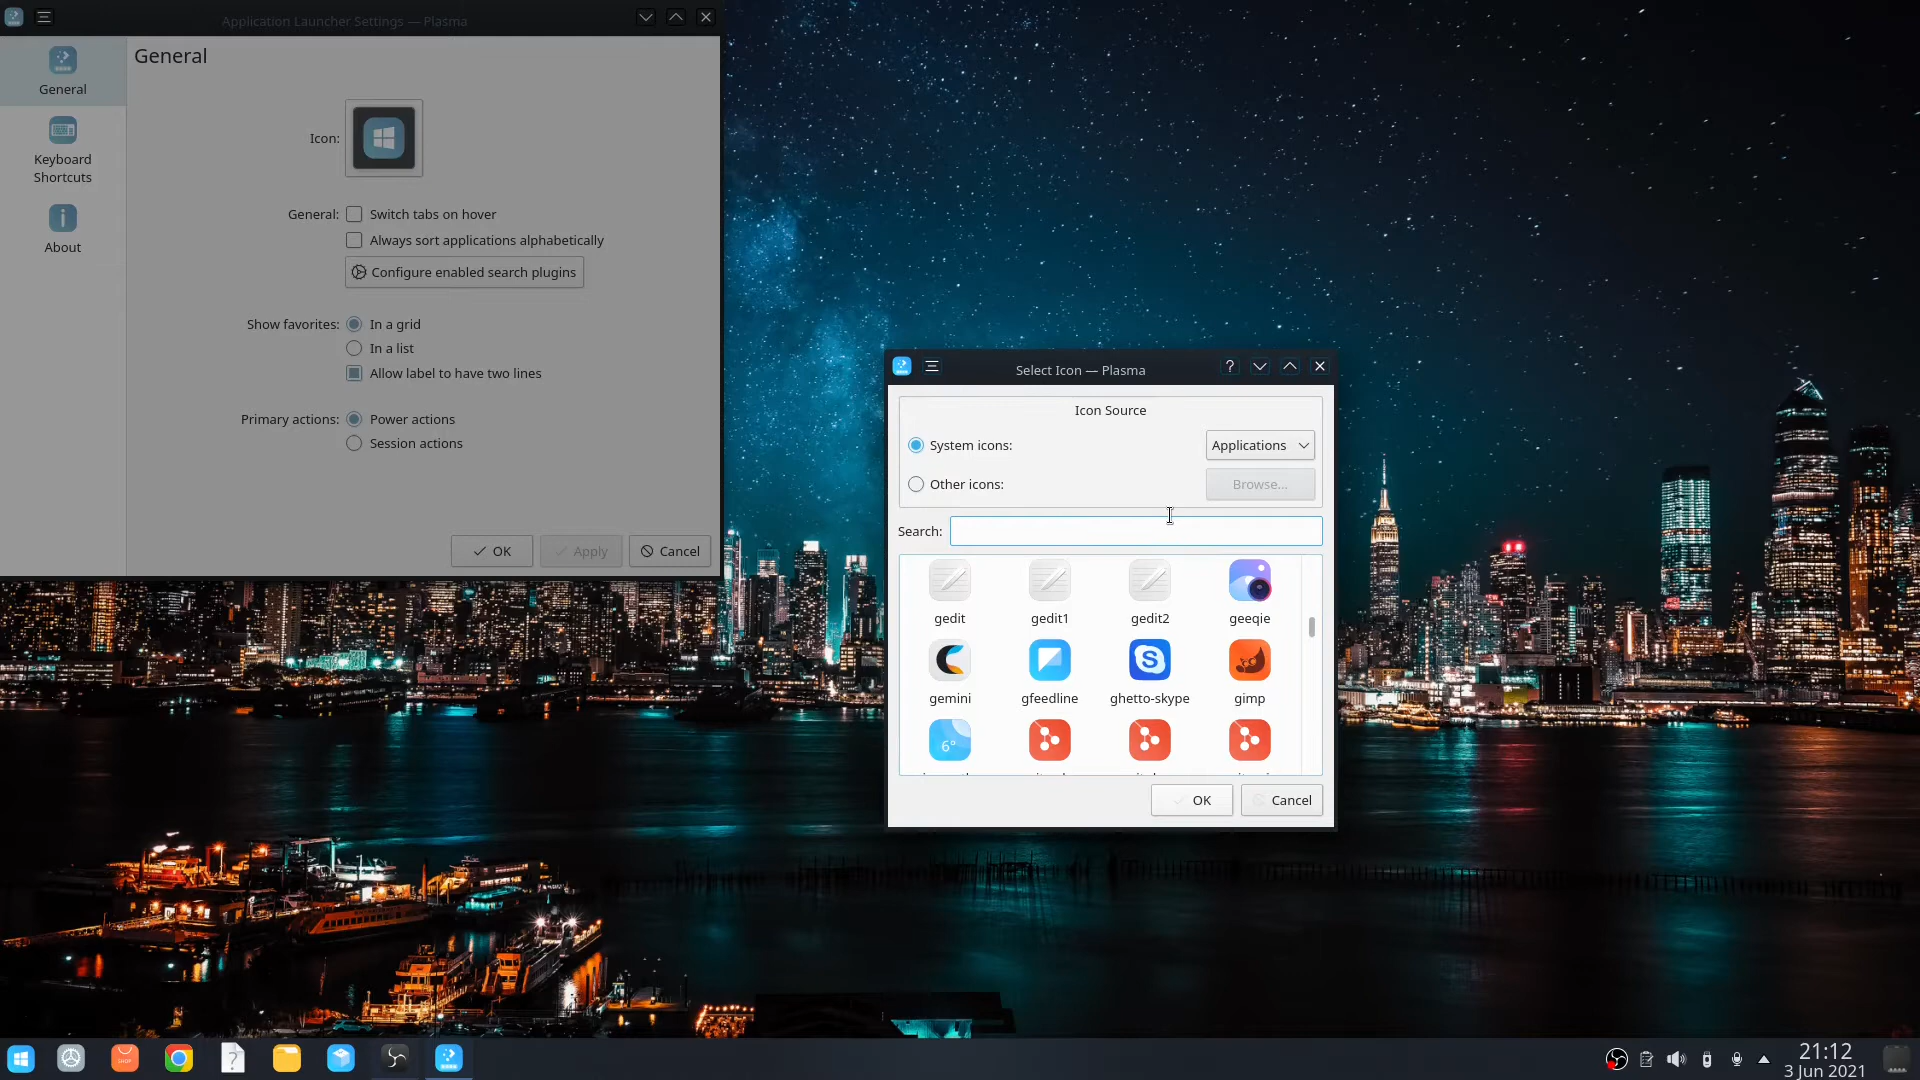 Application Launcher Settings — Plasma
General
General
Keyboard
Shortcuts
About
Icon:
General:
Switch tabs on hover
Always sort applications alphabetically
Configure enabled search plugins
Show favorites:
In a grid
In a list
Allow label to have two lines
Primary actions:
Power actions
Session actions
OK
Apply
Cancel
Select Icon — Plasma
?
Icon Source
System icons:
Applications
Other icons:
Browse...
Search:
gedit
gedit1
gedit2
geeqie
gemini
gfeedline
ghetto-skype
gimp
6°
OK
Cancel
SHOP
?
21:12
3 Jun 2021